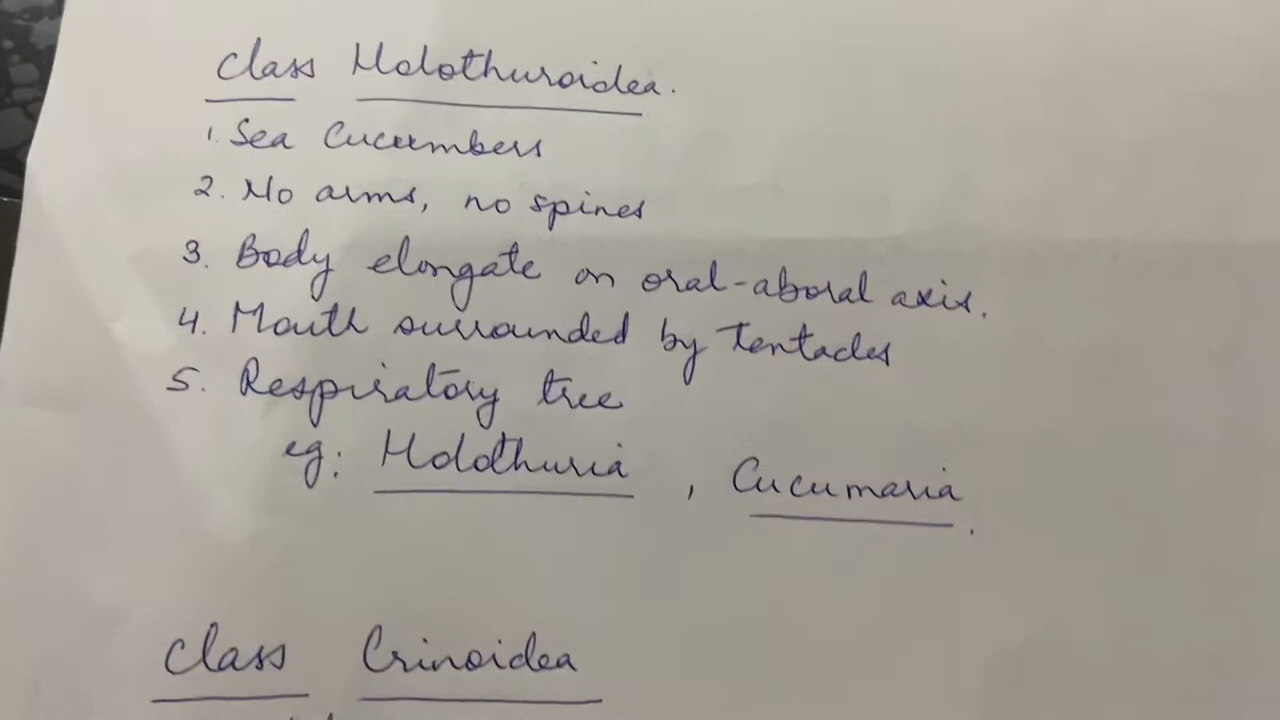 Class Holothuroidea.
1. Sea Cucumbers
2. No arms, no spines
3. Body elongate on oral-aboral axis.
4. Mouth surrounded by tentacles
5. Respiratory tree
eg: Holothuria, Cucumaria.
Class Crinoidea